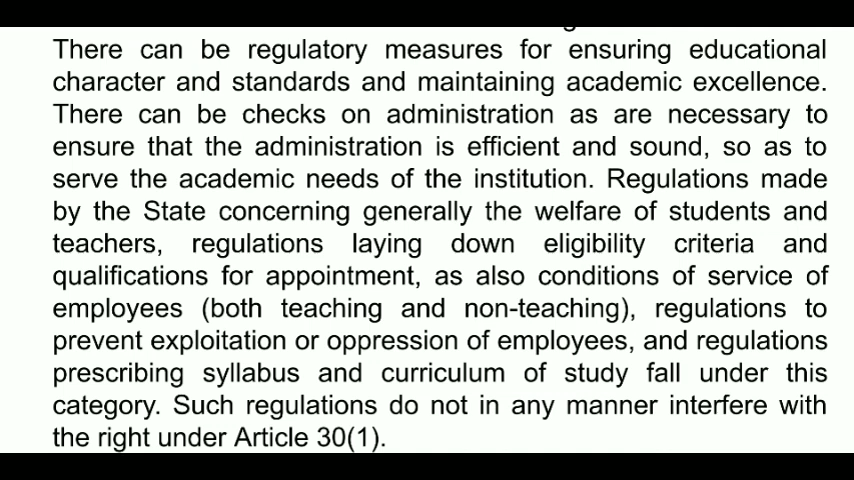 There can be regulatory measures for ensuring educational
character and standards and maintaining academic excellence.
There can be checks on administration as are necessary to
ensure that the administration is efficient and sound, so as to
serve the academic needs of the institution. Regulations made
by the State concerning generally the welfare of students and
teachers, regulations laying down eligibility criteria and
qualifications for appointment, as also conditions of service of
employees (both teaching and non-teaching), regulations to
prevent exploitation or oppression of employees, and regulations
prescribing syllabus and curriculum of study fall under this
category. Such regulations do not in any manner interfere with
the right under Article 30(1).